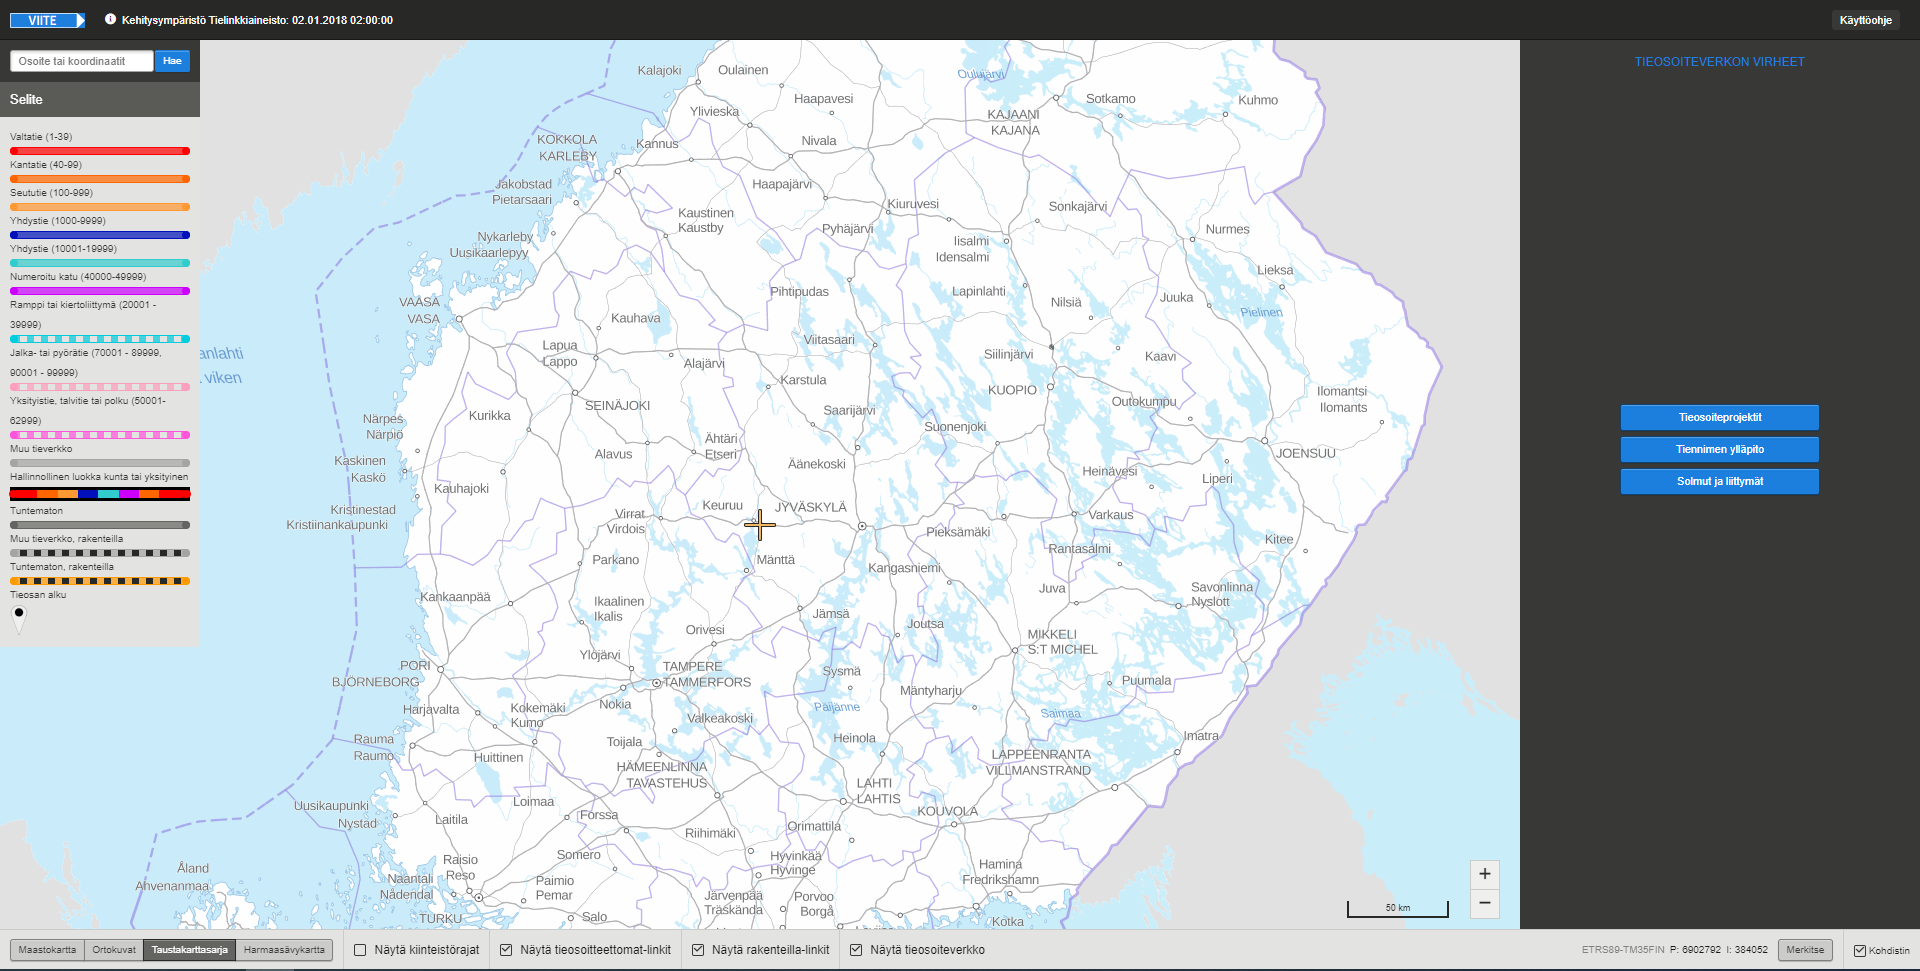 VIITE
Kehitysympäristö Tielinkkiaineisto: 02.01.2018 02:00:00
Käyttöohje
Osoite tai koordinaatit
Hae
Selite
Valtatie (1-39)
Kantatie (40-99)
Seututie (100-999)
Yhdystie (1000-9999)
Yhdystie (10001-19999)
Numeroitu katu (40000-49999)
Ramppi tai kiertoliittymä (20001 -
39999)
Jalka- tai pyörätie (70001 - 89999,
90001 - 99999)
Yksityistie, talvitie tai polku (50001-
62999)
Muu tieverkko
Hallinnollinen luokka kunta tai yksityinen
Tuntematon
Muu tieverkko, rakenteilla
Tuntematon, rakenteilla
Tieosan alku
anlahti
viken
Kalajoki
Oulainen
Oulujärvi
Haapavesi
Sotkamo
Kuhmo
Ylivieska
KAJAANI
KAJANA
KOKKOLA
KARLEBY
Kannus
Nivala
Jakobstad
Pietarsaari
Haapajärvi
Kiuruvesi
Sonkajärvi
Kaustinen
Kaustby
Pyhäjärvi
Nurmes
Nykarleby
Uusikaarlepyy
Iisalmi
Idensalmi
Lieksa
Pihtipudas
Lapinlahti
Nilsiä
Juuka
Pielinen
VAASA
VASA
Kauhava
Viitasaari
Lapua
Lappo
Alajärvi
Siilinjärvi
Kaavi
Karstula
KUOPIO
Ilomantsi
Ilomants
SEINÄJOKI
Saarijärvi
Outokumpu
Kurikka
Närpes
Närpiö
Suonenjoki
Ähtäri
Etseri
Alavus
JOENSUU
Kaskinen
Kaskö
Äänekoski
Heinävesi
Liperi
Kauhajoki
Keuruu
JYVÄSKYLÄ
Kristinestad
Kristiinankaupunki
Virrat
Virdois
Varkaus
Pieksämäki
Kitee
Rantasalmi
Parkano
Mänttä
Kangasniemi
Juva
Savonlinna
Nyslott
Kankaanpää
Ikaalinen
Ikalis
Jämsä
Joutsa
Orivesi
MIKKELI
S:T MICHEL
Ylöjärvi
PORI
BJÖRNEBORG
TAMPERE
TAMMERFORS
Sysmä
Puumala
Mäntyharju
Harjavalta
Kokemäki
Kumo
Nokia
Valkeakoski
Päijänne
Saimaa
Rauma
Raumo
Toijala
Heinola
Imatra
Huittinen
HÄMEENLINNA
TAVASTEHUS
LAPPEENRANTA
VILLMANSTRAND
LAHTI
LAHTIS
Uusikaupunki
Nystad
Loimaa
Forssa
KOUVOLA
Laitila
Riihimäki
Orimattila
Raisio
Reso
Somero
Hyvinkää
Hyvinge
Hamina
Fredrikshamn
Åland
Ahvenanmaa
Naantali
Nådendal
Paimio
Pemar
Järvenpää
Träskända
Porvoo
Borgå
TURKU
Salo
Kotka
50 km
+
−
TIEOSOITEVERKON VIRHEET
Tieosoiteprojektit
Tiennimen ylläpito
Solmut ja liittymät
Maastokartta
Ortokuvat
Taustakarttasarja
Harmaasävykartta
Näytä kiinteistörajat
Näytä tieosoitteettomat-linkit
Näytä rakenteilla-linkit
Näytä tieosoiteverkko
ETRS89-TM35FIN P: 6902792 I: 384052
Merkitse
Kohdistin